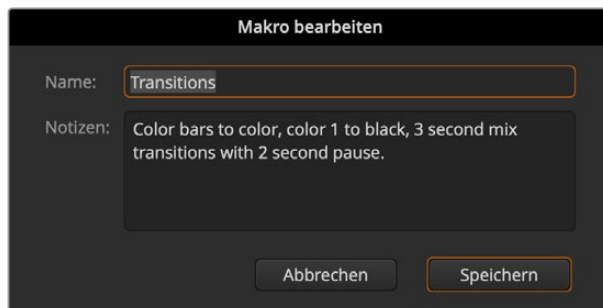 Makro bearbeiten
Name: Transitions
Notizen: Color bars to color, color 1 to black, 3 second mix
transitions with 2 second pause.
Abbrechen Speichern